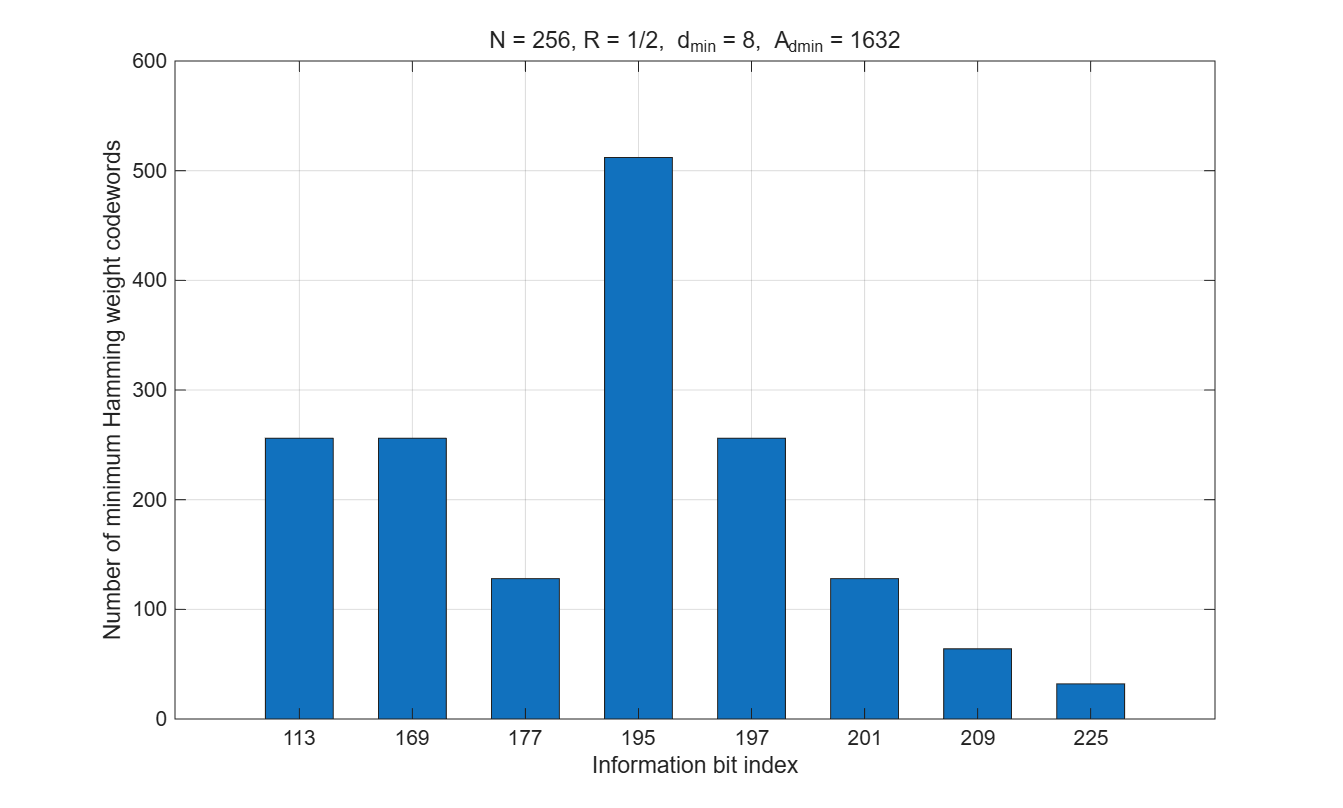 N = 256, R = 1/2, dmin = 8, Admin = 1632
Number of minimum Hamming weight codewords
600
500
400
300
200
100
0
113 169 177 195 197 201 209 225
Information bit index